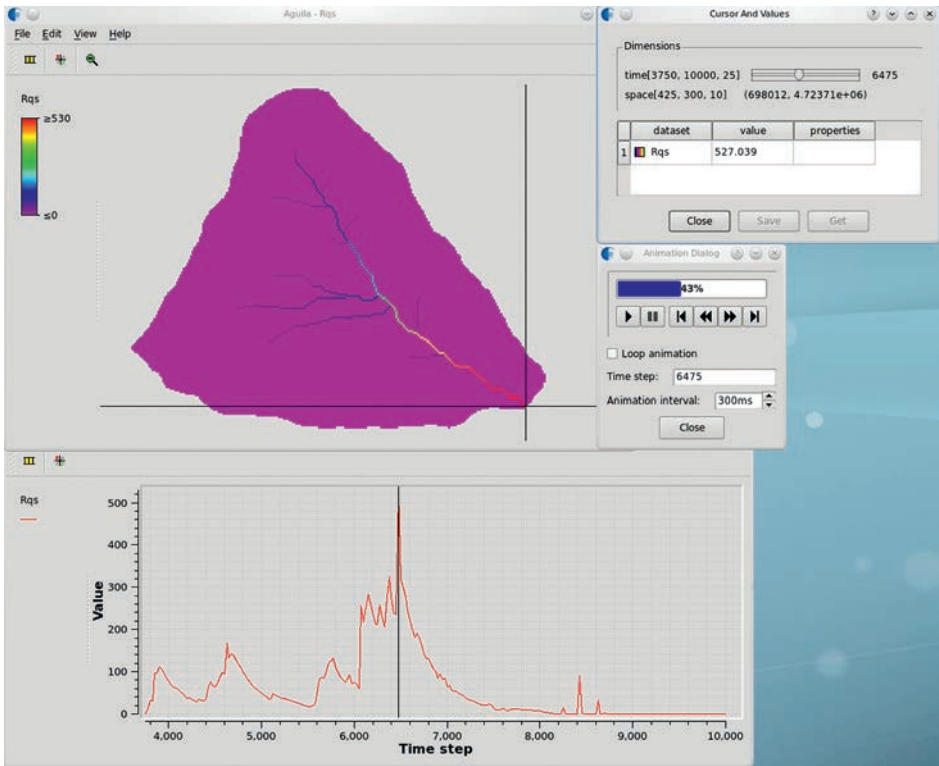 Aguila - Rqs
File Edit View Help
Rqs
≥530
≤0
Cursor And Values
Dimensions
time[3750, 10000, 25] 6475
space[425, 300, 10] (698012, 4.72371e+06)
dataset value properties
1 Rqs 527.039
Close Save Get
Animation Dialog
43%
Loop animation
Time step: 6475
Animation interval: 300ms
Close
Rqs
Value
500
400
300
200
100
0
4,000 5,000 6,000 7,000 8,000 9,000 10,000
Time step